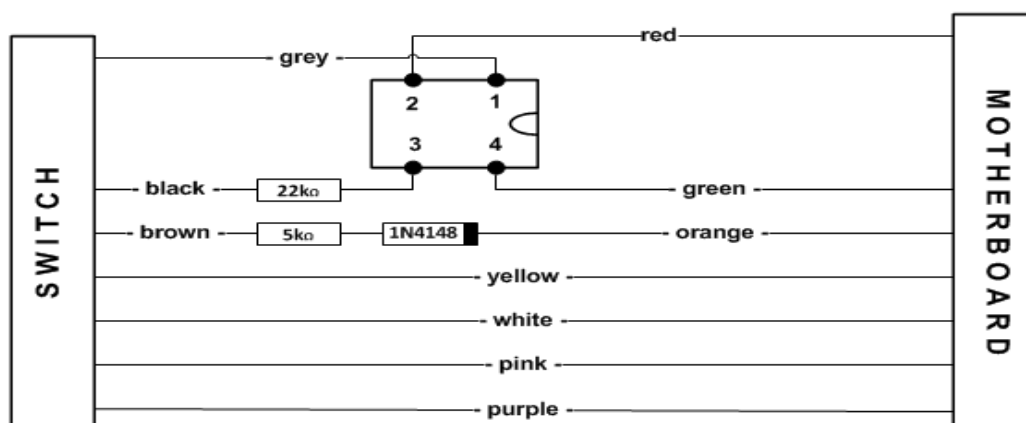 - red
- grey -
2 1
3 4
- black - 22kΩ - green -
- brown - 5kΩ 1N4148 - orange -
- yellow -
- white -
- pink -
- purple -
SWITCH
MOTHERBOARD